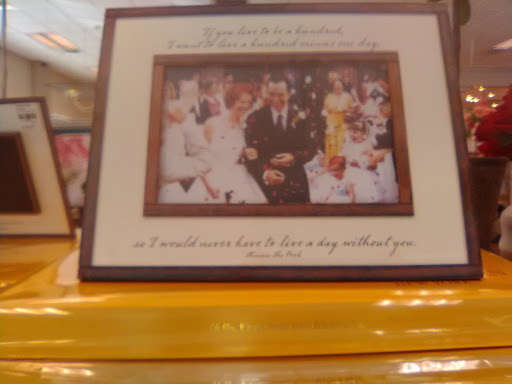 If you live to be a hundred,
I want to live a hundred minus one day,
so I would never have to live a day without you.
Winnie the Pooh